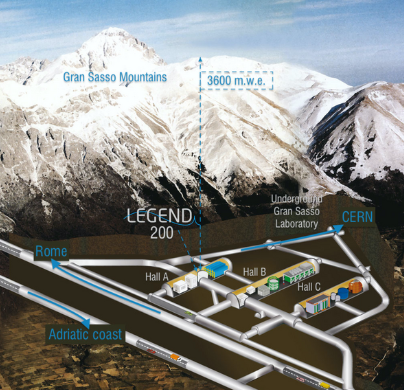 Gran Sasso Mountains
3600 m.w.e.
LEGEND
200
Underground
Gran Sasso
Laboratory
CERN
Rome
Hall A
Hall B
Hall C
Adriatic coast